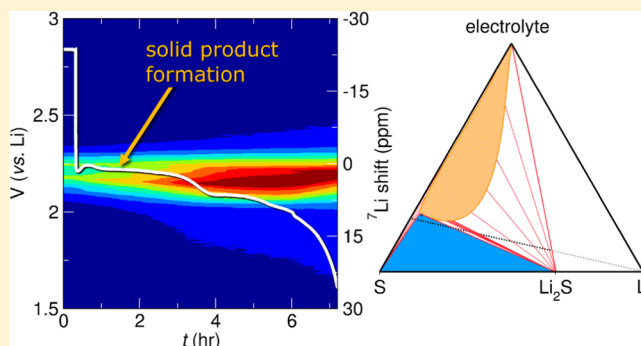 solid product
formation
V (vs. Li)
3
2.5
2
1.5
0
2
4
6
t (hr)
-30
-15
0
15
30
⁷Li shift (ppm)
electrolyte
S
Li₂S